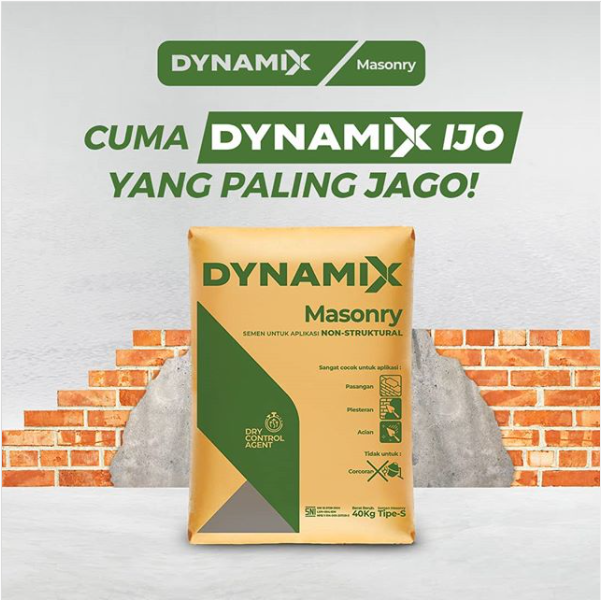 DYNAMIX / Masonry
CUMA DYNAMIX IJO
YANG PALING JAGO!
DYNAMIX
Masonry
SEMEN UNTUK APLIKASI NON-STRUKTURAL
Sangat cocok untuk aplikasi :
Pasangan
Plesteran
Acian
Tidak untuk :
Corcoran
DRY
CONTROL
AGENT
SNI
40Kg Tipe-S